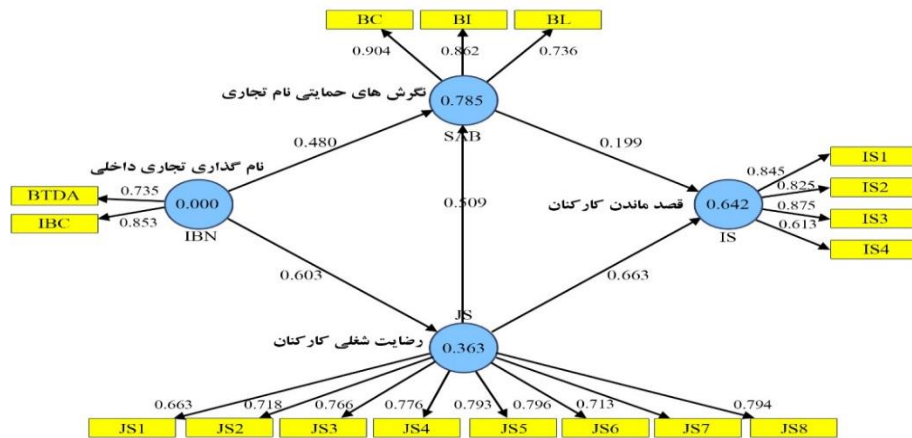 BC BI BL
0.904 0.862 0.736
نگرش های حمایتی نام تجاری
0.785
SAB
0.480
0.199
نام گذاری تجاری داخلی
BTDA 0.735
IBC 0.853
0.000
IBN
0.509
قصد ماندن کارکنان
0.642
IS
0.845 IS1
0.825 IS2
0.875 IS3
0.613 IS4
0.603
0.663
JS
رضایت شغلی کارکنان
0.363
0.663 0.718 0.766 0.776 0.793 0.796 0.713 0.794
JS1 JS2 JS3 JS4 JS5 JS6 JS7 JS8